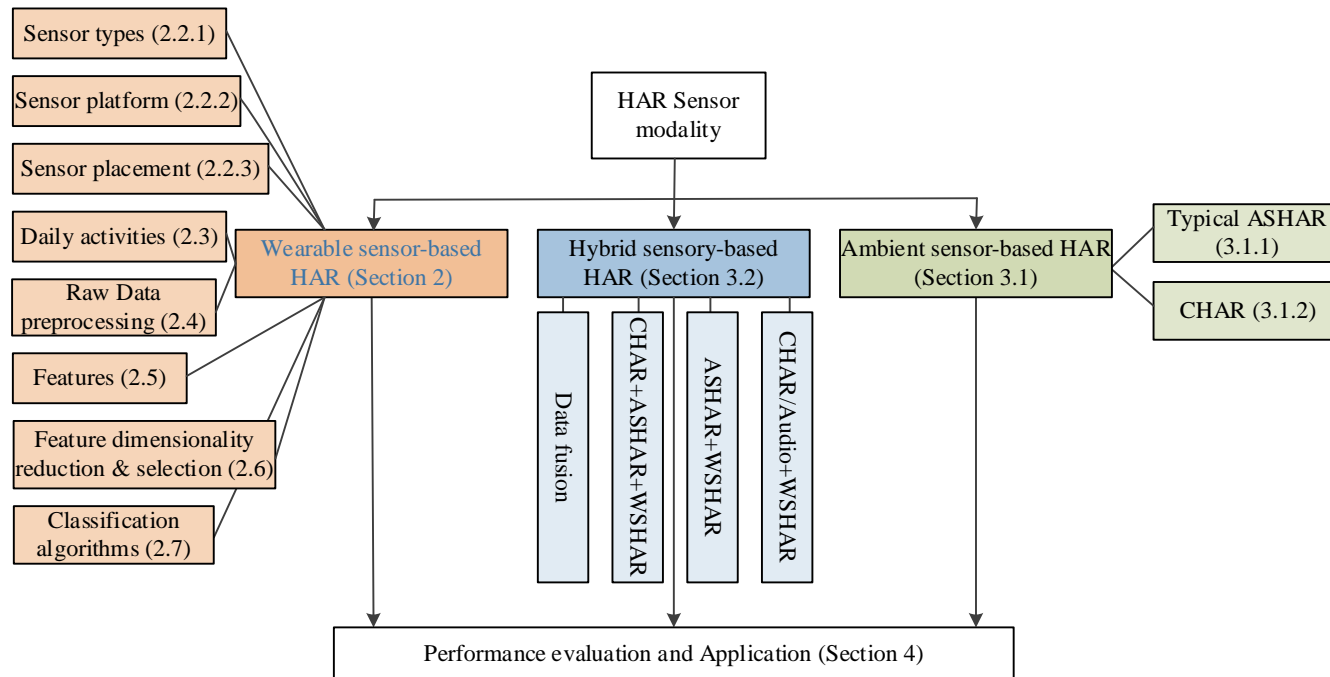 Sensor types (2.2.1)
Sensor platform (2.2.2)
Sensor placement (2.2.3)
Daily activities (2.3)
Raw Data
preprocessing (2.4)
Features (2.5)
Feature dimensionality
reduction & selection (2.6)
Classification
algorithms (2.7)
HAR Sensor
modality
Wearable sensor-based
HAR (Section 2)
Hybrid sensory-based
HAR (Section 3.2)
Ambient sensor-based HAR
(Section 3.1)
Typical ASHAR
(3.1.1)
CHAR (3.1.2)
Data fusion
CHAR+ASHAR+WSHAR
ASHAR+WSHAR
CHAR/Audio+WSHAR
Performance evaluation and Application (Section 4)